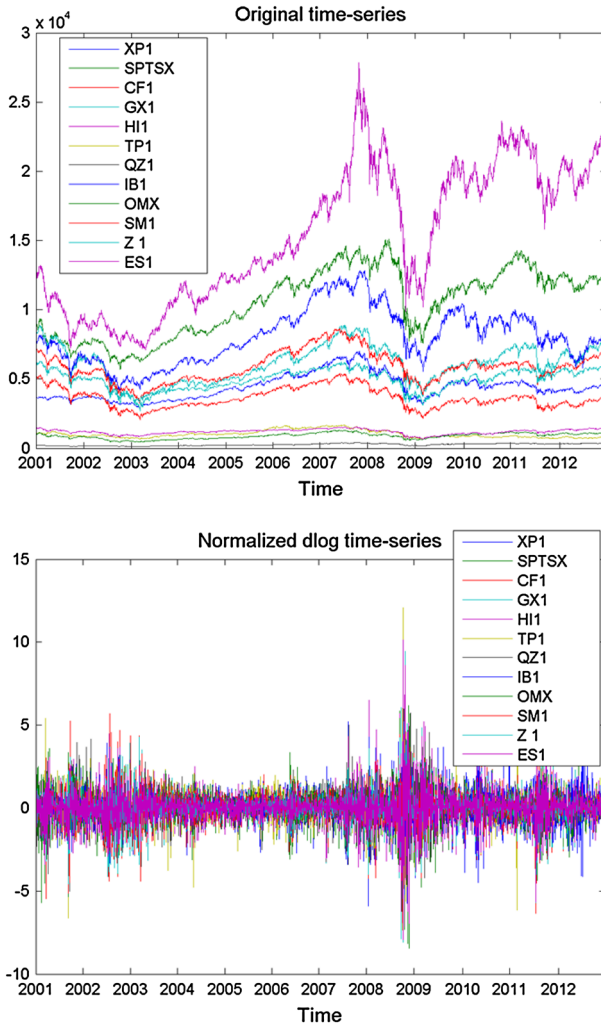 Original time-series
x 10⁴
3
2.5
2
1.5
1
0.5
0
XP1
SPTSX
CF1
GX1
HI1
TP1
QZ1
IB1
OMX
SM1
Z 1
ES1
2001 2002 2003 2004 2005 2006 2007 2008 2009 2010 2011 2012
Time
Normalized dlog time-series
15
10
5
0
-5
-10
XP1
SPTSX
CF1
GX1
HI1
TP1
QZ1
IB1
OMX
SM1
Z 1
ES1
2001 2002 2003 2004 2005 2006 2007 2008 2009 2010 2011 2012
Time